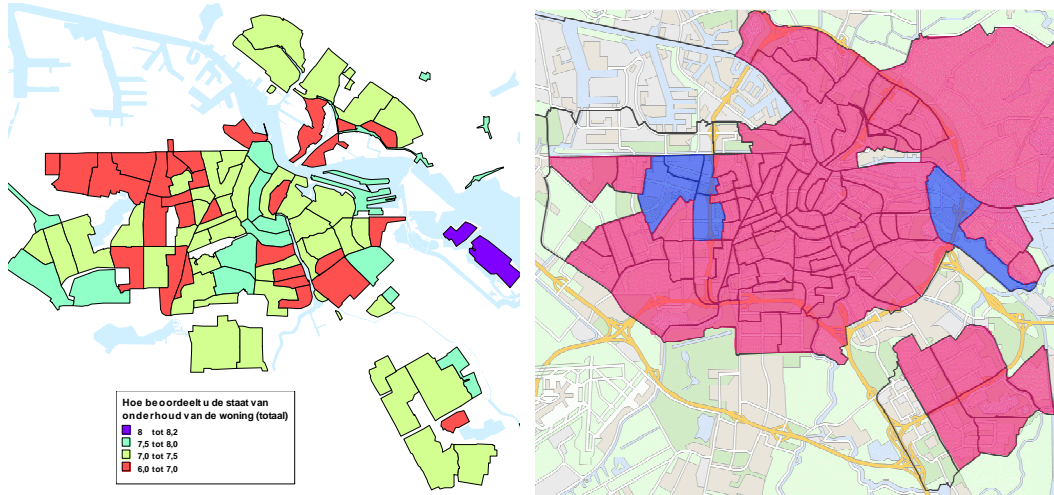 Hoe beoordeelt u de staat van
onderhoud van de woning (totaal)
8 tot 8,2
7,5 tot 8,0
7,0 tot 7,5
6,0 tot 7,0